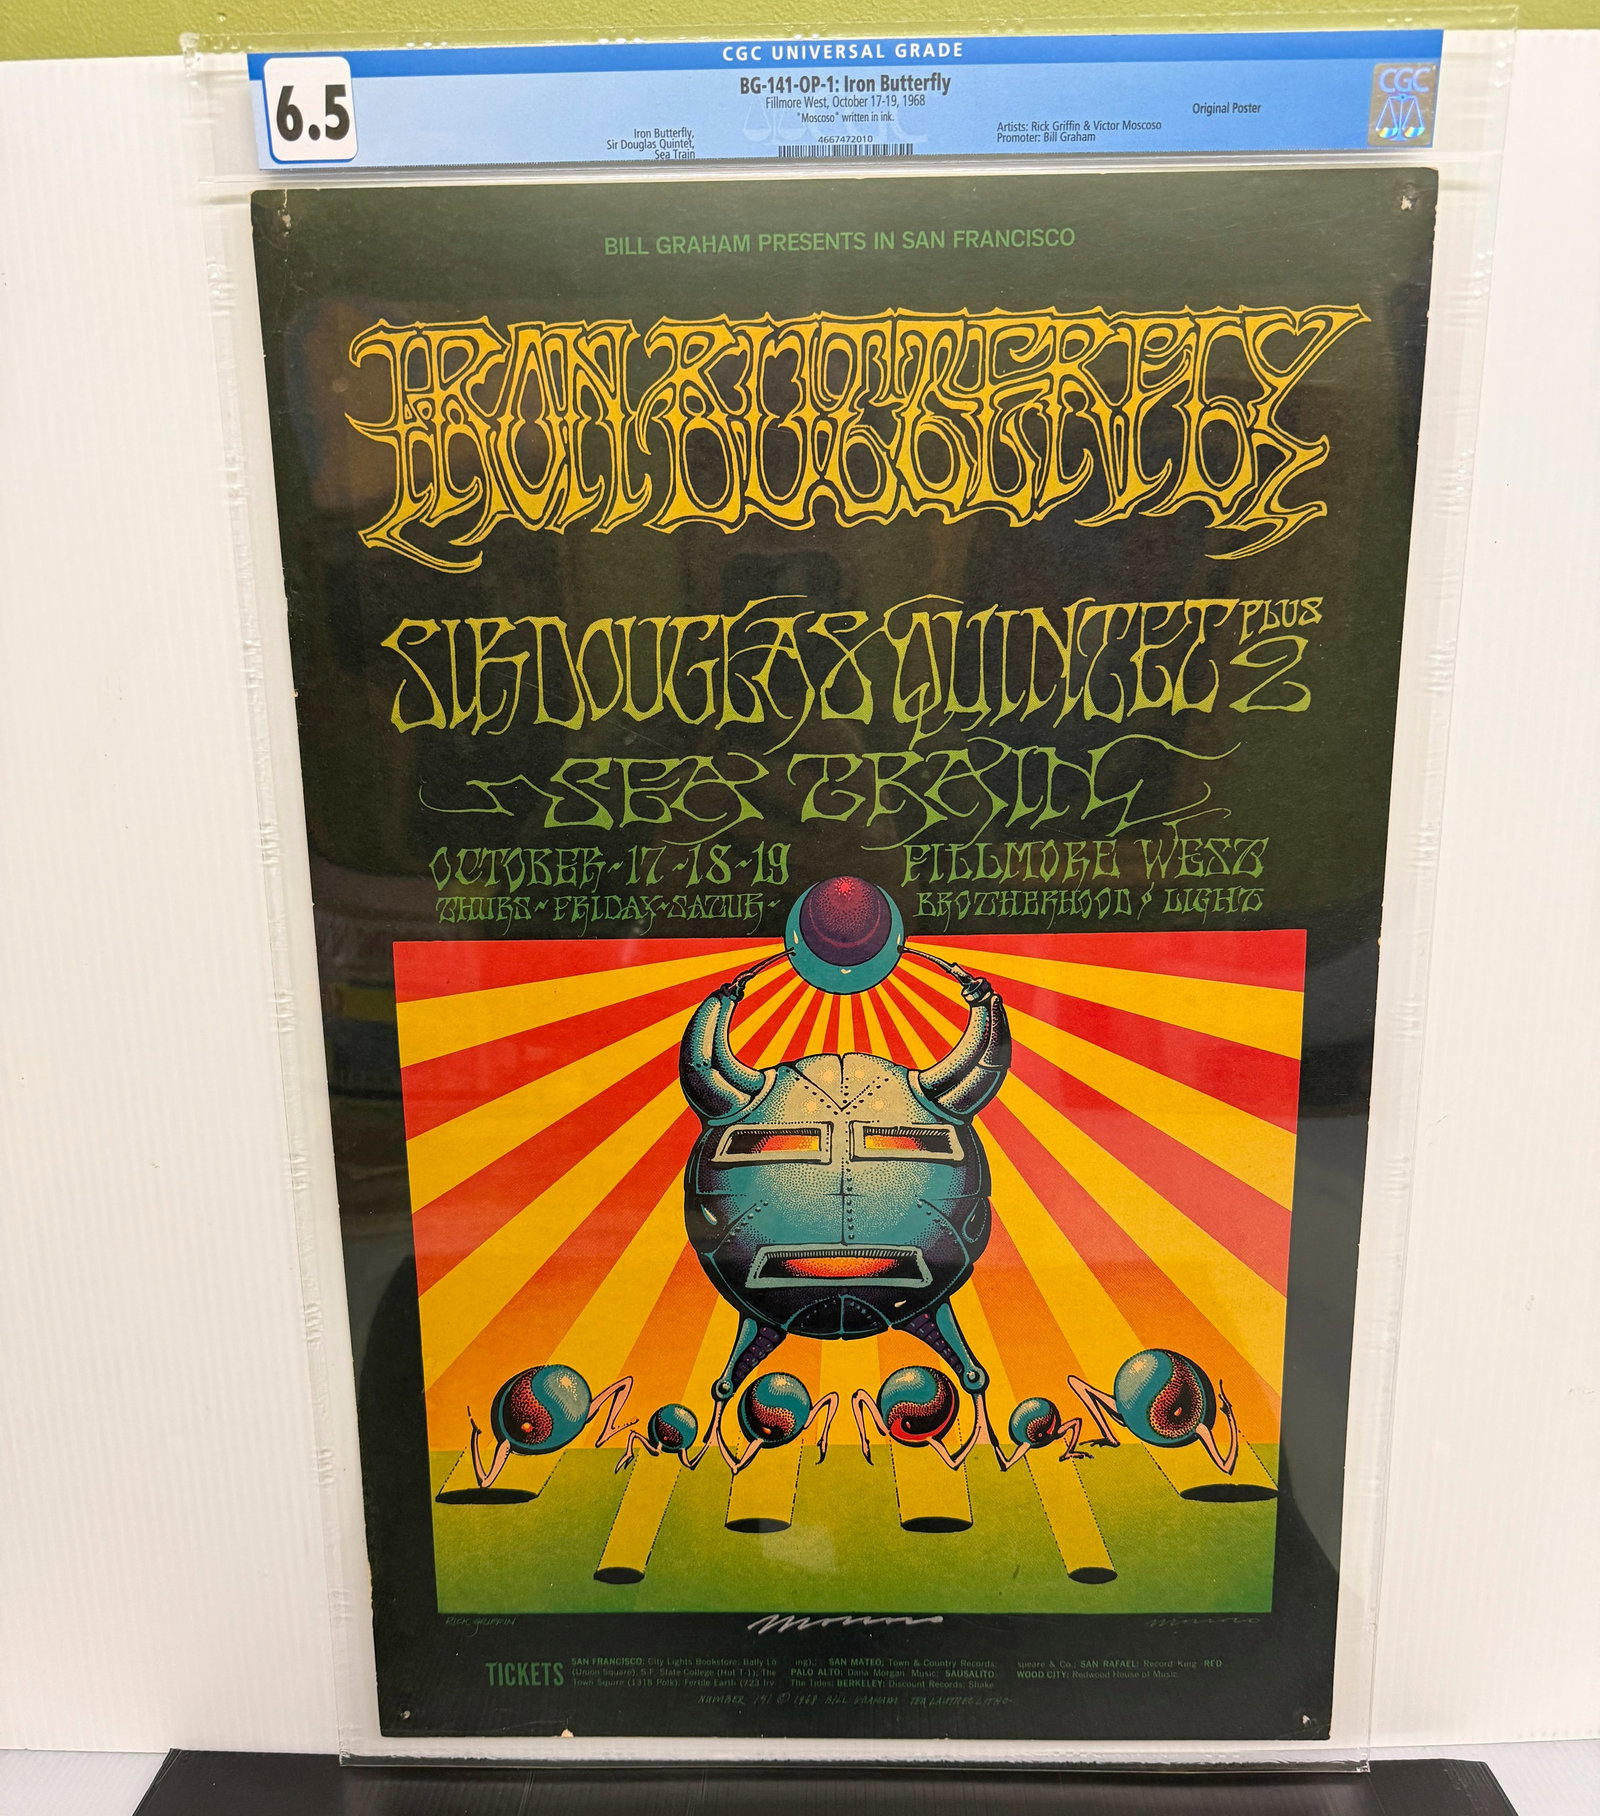 CGC UNIVERSAL GRADE
6.5
BG-141-OP-1: Iron Butterfly
Fillmore West, October 17-19, 1968
"Moscoso" written in ink.
4667472010
Iron Butterfly,
Sir Douglas Quintet,
Sea Train
Artists: Rick Griffin & Victor Moscoso
Promoter: Bill Graham
Original Poster
CGC
BILL GRAHAM PRESENTS IN SAN FRANCISCO
IRON BUTTERFLY
SIR DOUGLAS QUINTET PLUS 2
SEA TRAIN
OCTOBER-17-18-19
THURS-FRIDAY-SATUR-
FILLMORE WEST
BROTHERHOOD / LIGHT
RICK GRIFFIN
Moscoso
Moscoso
TICKETS
SAN FRANCISCO: City Lights Bookstore; Bally Lo
(Union Square); S.F. State College (Hut T-1); The
Town Square (1318 Polk); Fertile Earth (723 Irv
ing).; SAN MATEO: Town & Country Records;
PALO ALTO: Dana Morgan Music; SAUSALITO:
The Tides; BERKELEY: Discount Records; Shake
speare & Co.; SAN RAFAEL: Record King RED
WOOD CITY: Redwood House of Music.
NUMBER 141 © 1968 BILL GRAHAM TEA LAUTREC LITHO